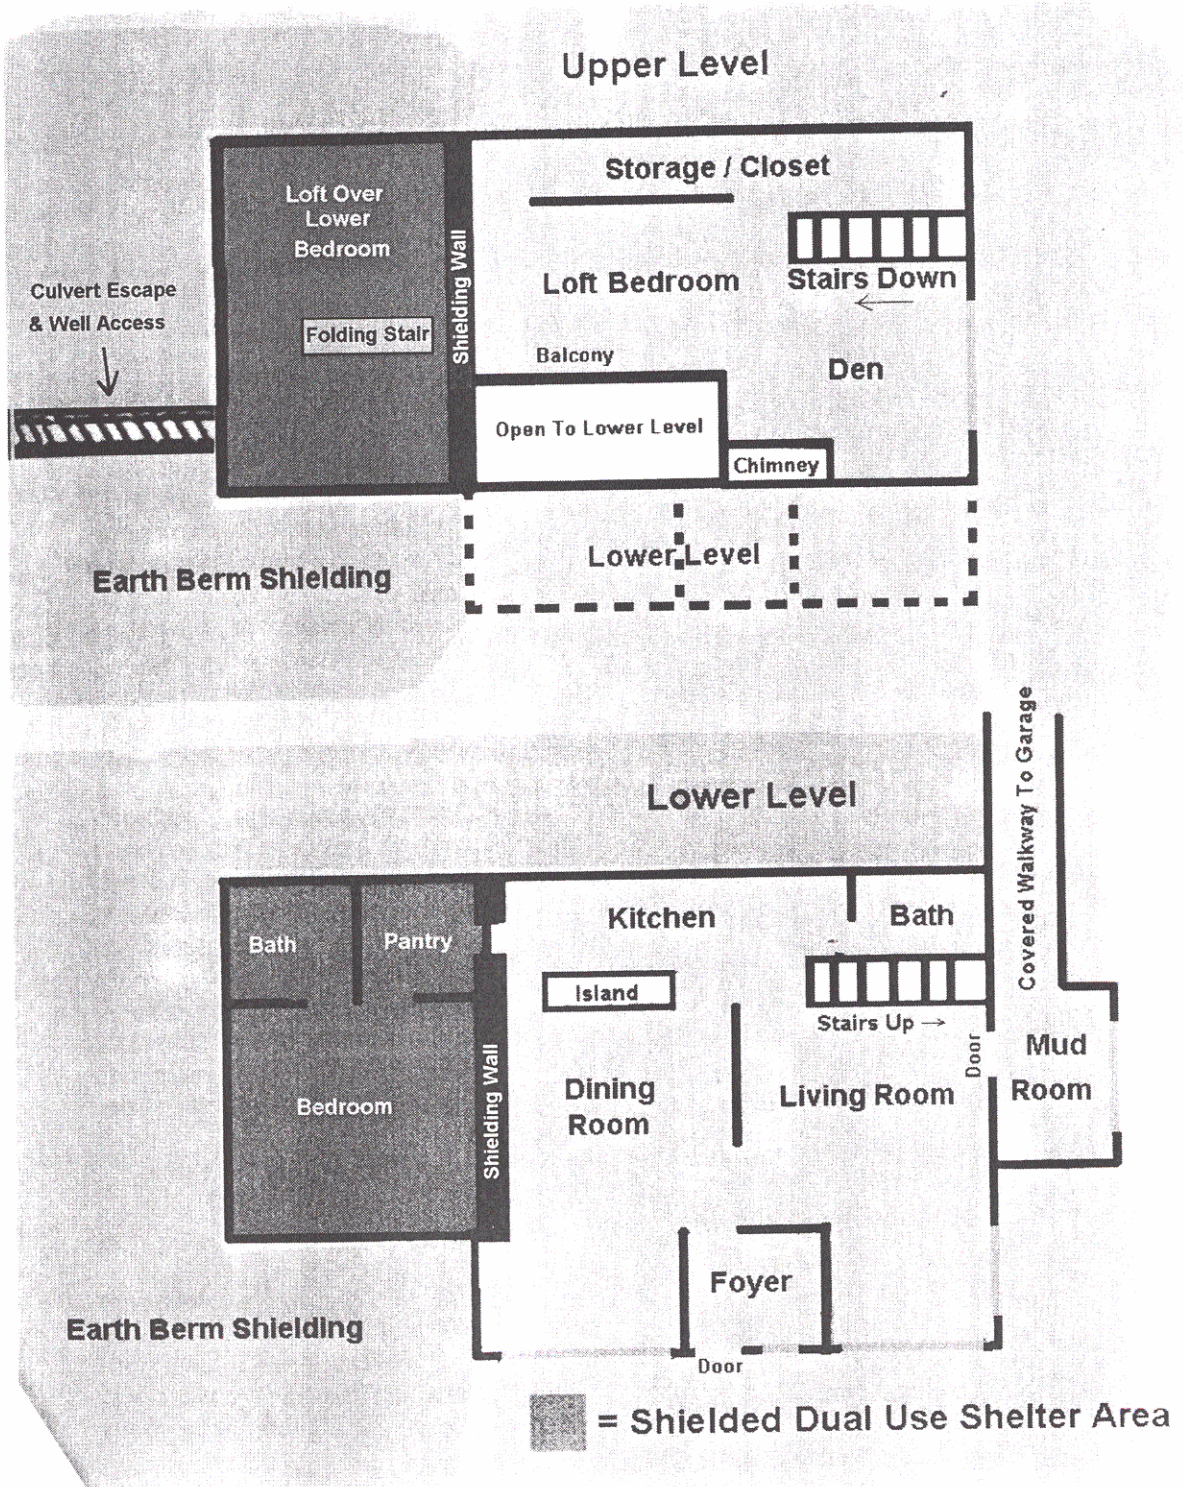 Upper Level
Storage / Closet
Loft Over
Lower
Bedroom
Shielding Wall
Loft Bedroom
Stairs Down
←
Culvert Escape
& Well Access
Folding Stair
Balcony
Den
Open To Lower Level
Chimney
Lower Level
Earth Berm Shielding
Covered Walkway To Garage
Lower Level
Kitchen
Bath
Bath
Pantry
Island
Stairs Up →
Door
Mud
Room
Dining
Room
Living Room
Bedroom
Shielding Wall
Foyer
Earth Berm Shielding
Door
= Shielded Dual Use Shelter Area